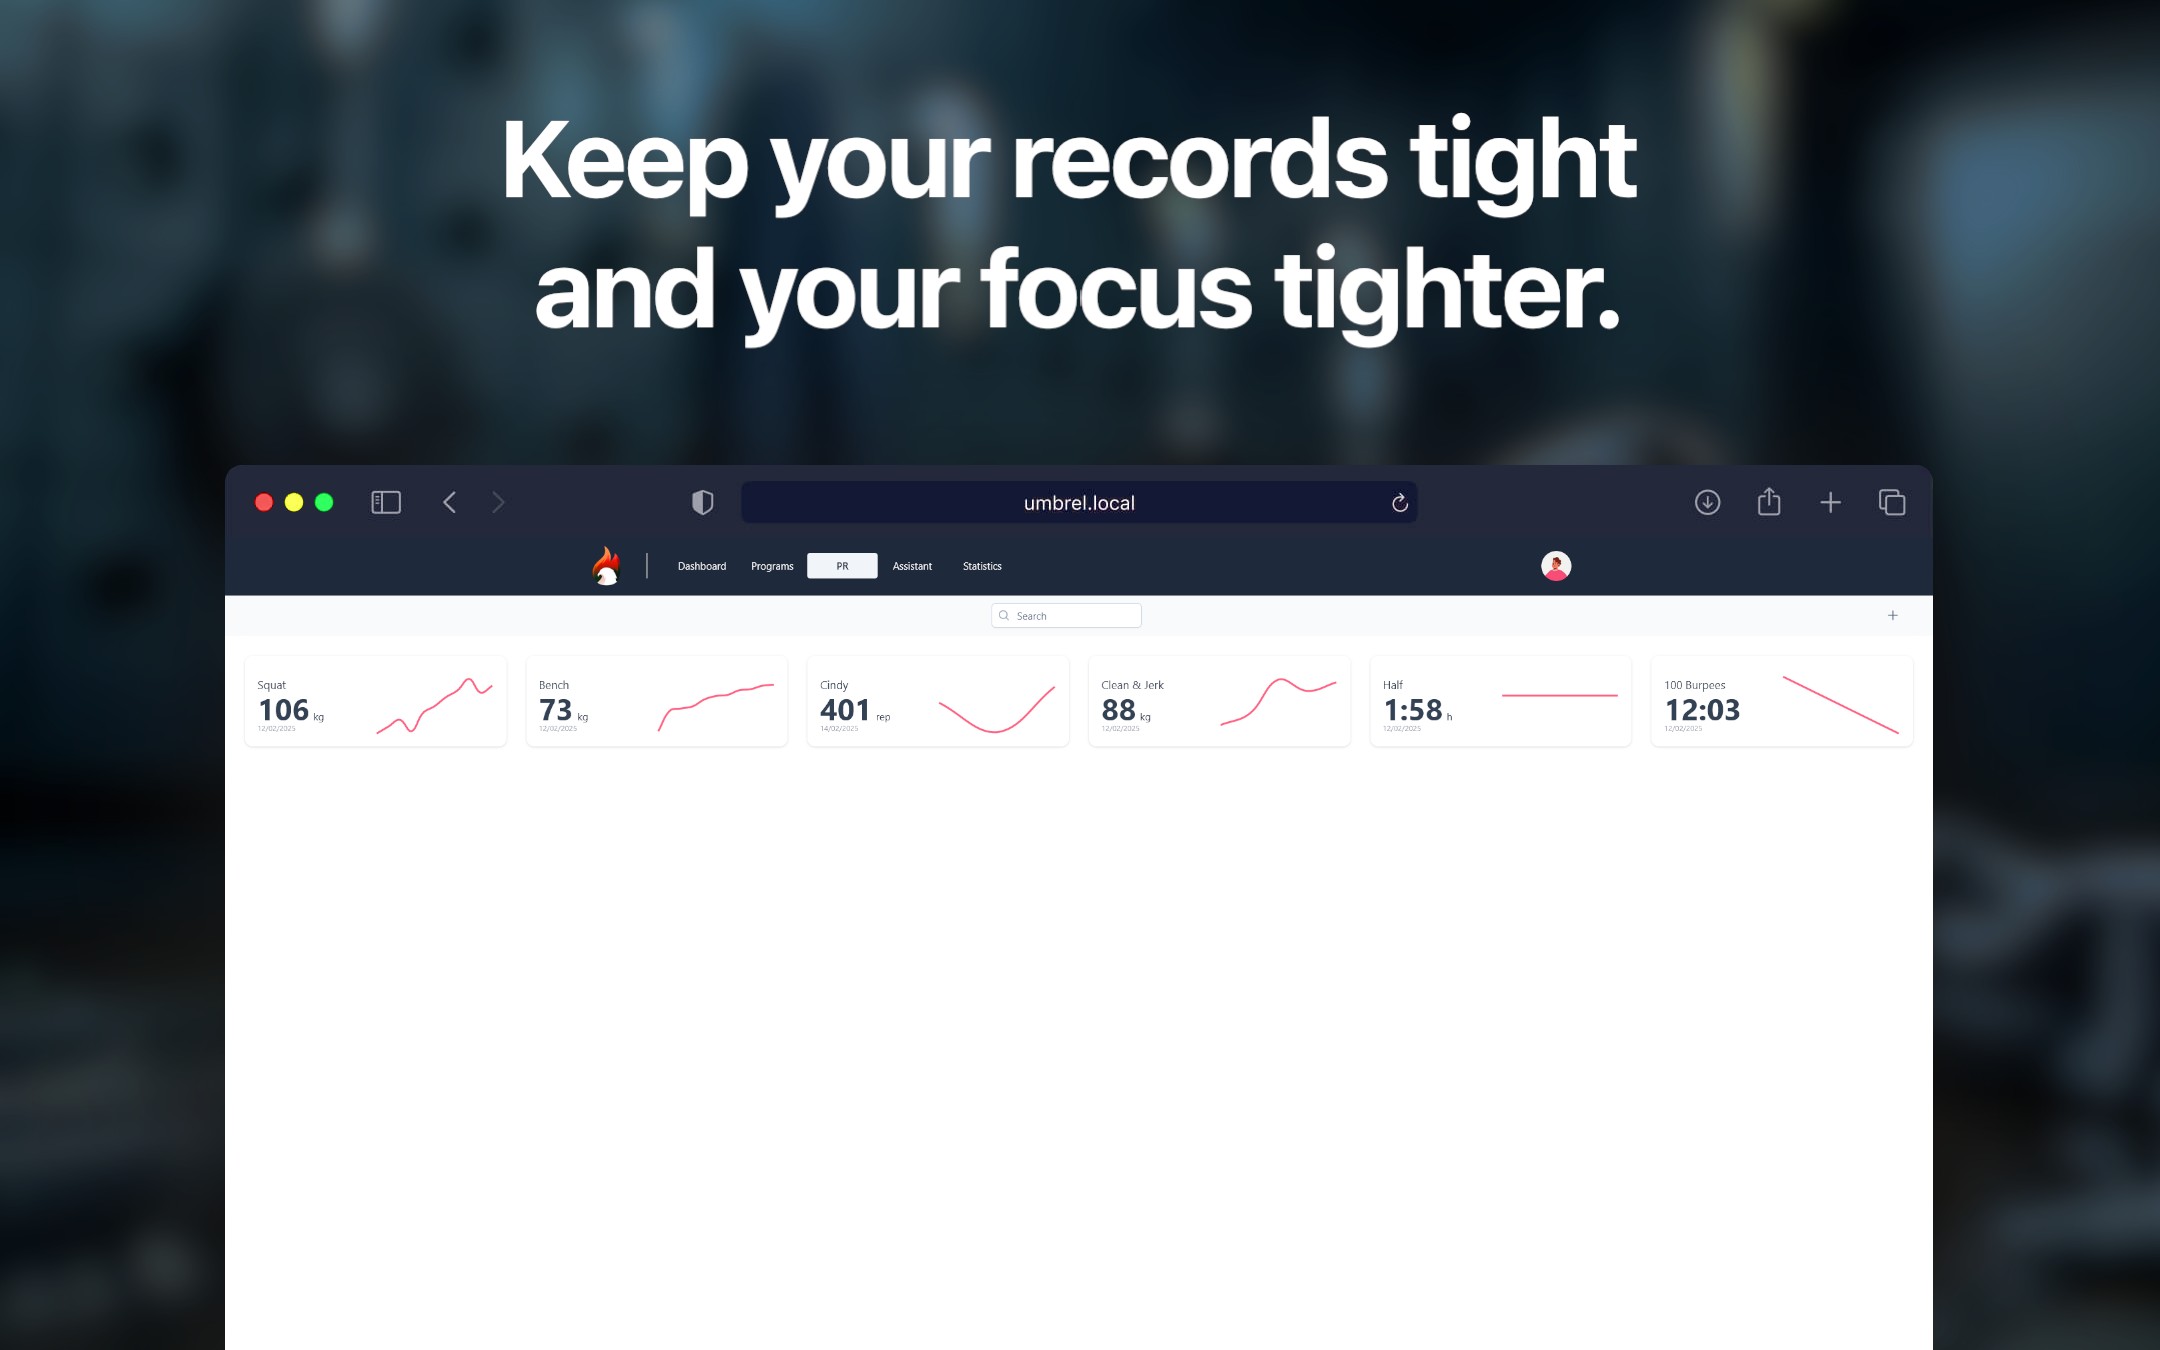 Keep your records tight
and your focus tighter.
umbrel.local
Dashboard Programs PR Assistant Statistics
Search
Squat
106 kg
12/02/2025
Bench
73 kg
12/02/2025
Cindy
401 rep
14/02/2025
Clean & Jerk
88 kg
12/02/2025
Half
1:58 h
12/02/2025
100 Burpees
12:03
12/02/2025